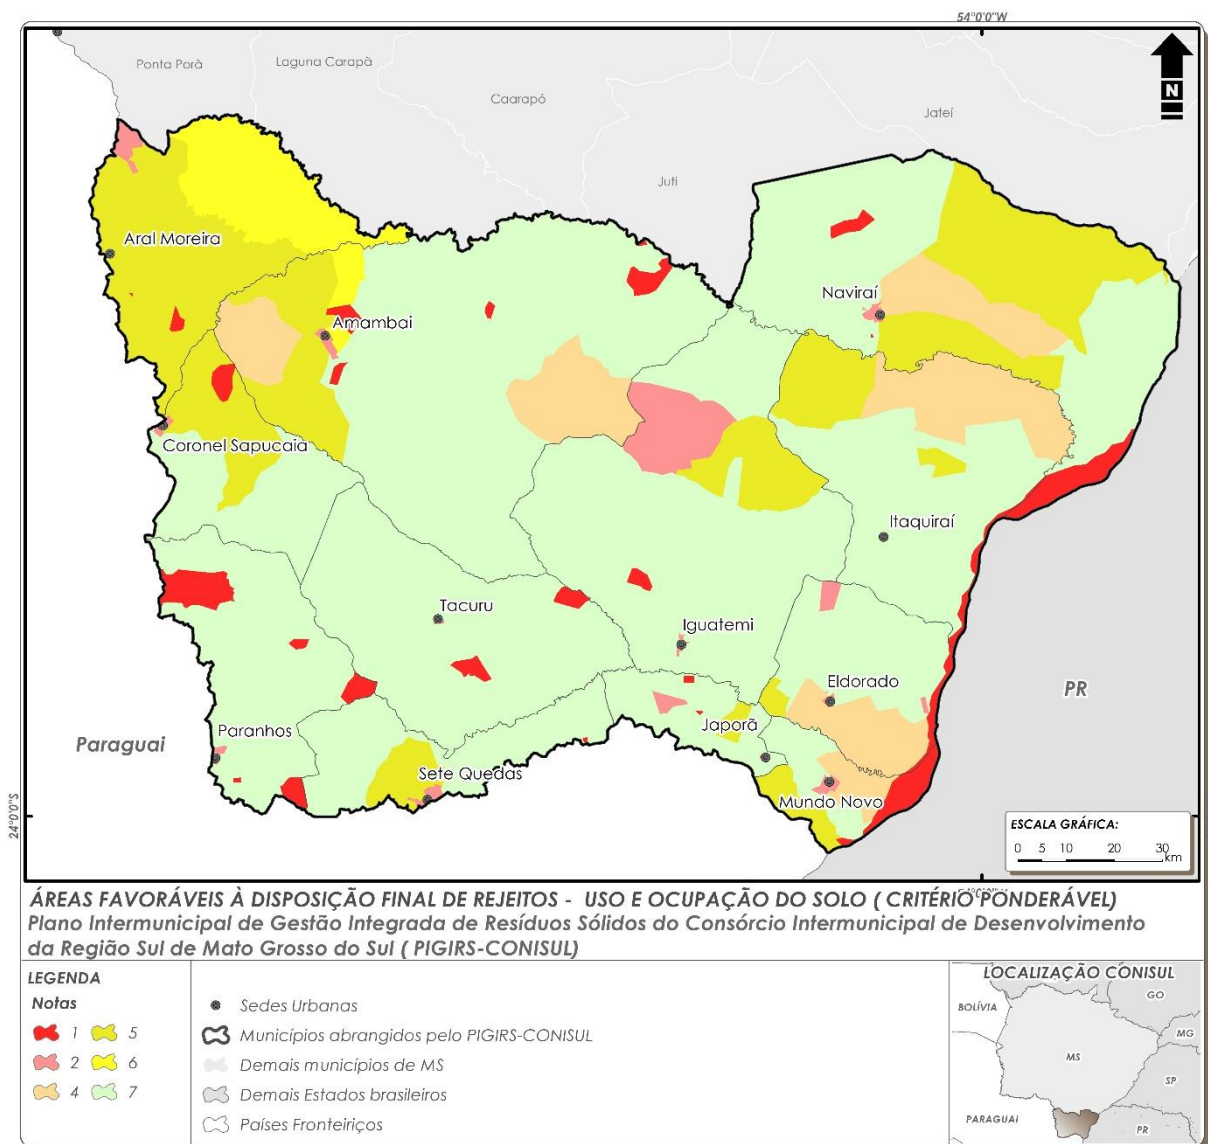 54°0'0"W
Ponta Porã
Laguna Carapã
Caarapó
Jateí
Juti
N
Aral Moreira
Naviraí
Amambai
Coronel Sapucaia
Itaquiraí
Tacuru
Iguatemi
Eldorado
PR
Paranhos
Japorã
Paraguai
Sete Quedas
Mundo Novo
24°0'0"S
ESCALA GRÁFICA:
0 5 10 20 30
km
ÁREAS FAVORÁVEIS À DISPOSIÇÃO FINAL DE REJEITOS - USO E OCUPAÇÃO DO SOLO ( CRITÉRIO PONDERÁVEL)
Plano Intermunicipal de Gestão Integrada de Resíduos Sólidos do Consórcio Intermunicipal de Desenvolvimento
da Região Sul de Mato Grosso do Sul ( PIGIRS-CONISUL)
LEGENDA
Notas
1 5
2 6
4 7
Sedes Urbanas
Municípios abrangidos pelo PIGIRS-CONISUL
Demais municípios de MS
Demais Estados brasileiros
Países Fronteiriços
LOCALIZAÇÃO CONISUL
BOLÍVIA
GO
MG
MS
SP
PARAGUAI
PR